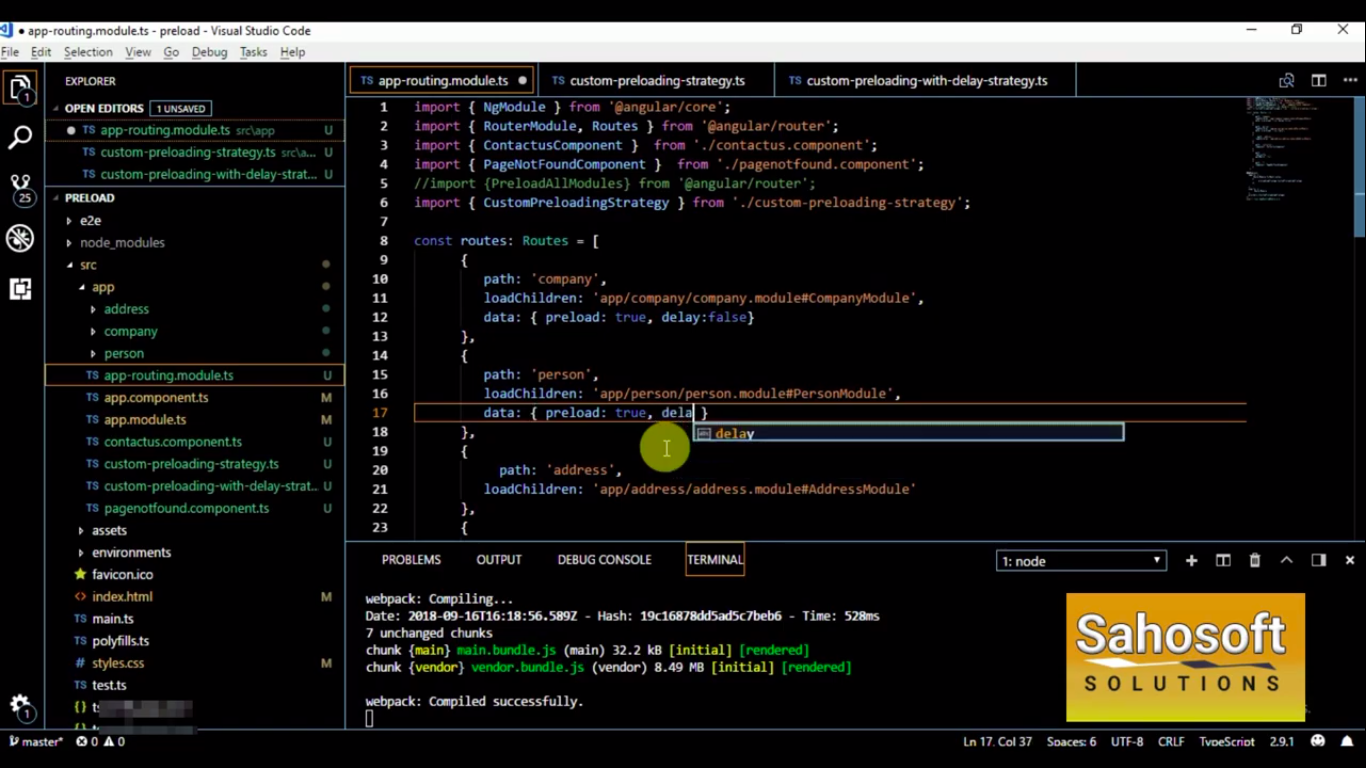 app-routing.module.ts - preload - Visual Studio Code
File Edit Selection View Go Debug Tasks Help
EXPLORER
OPEN EDITORS 1 UNSAVED
TS app-routing.module.ts src\app U
TS custom-preloading-strategy.ts src\a... U
TS custom-preloading-with-delay-strat... U
PRELOAD
e2e
node_modules
src
app
address
company
person
TS app-routing.module.ts U
TS app.component.ts M
TS app.module.ts M
TS contactus.component.ts U
TS custom-preloading-strategy.ts U
TS custom-preloading-with-delay-strat... U
TS pagenotfound.component.ts U
assets
environments
favicon.ico
<> index.html M
TS main.ts
TS polyfills.ts
# styles.css M
TS test.ts
1
25
1
TS app-routing.module.ts TS custom-preloading-strategy.ts TS custom-preloading-with-delay-strategy.ts
1 import { NgModule } from '@angular/core';
2 import { RouterModule, Routes } from '@angular/router';
3 import { ContactusComponent } from './contactus.component';
4 import { PageNotFoundComponent } from './pagenotfound.component';
5 //import {PreloadAllModules} from '@angular/router';
6 import { CustomPreloadingStrategy } from './custom-preloading-strategy';
7
8 const routes: Routes = [
9 {
10 path: 'company',
11 loadChildren: 'app/company/company.module#CompanyModule',
12 data: { preload: true, delay:false}
13 },
14 {
15 path: 'person',
16 loadChildren: 'app/person/person.module#PersonModule',
17 data: { preload: true, dela }
delay
18 },
19 {
20 path: 'address',
21 loadChildren: 'app/address/address.module#AddressModule'
22 },
23 {
PROBLEMS OUTPUT DEBUG CONSOLE TERMINAL 1: node
webpack: Compiling...
Date: 2018-09-16T16:18:56.589Z - Hash: 19c16878dd5ad5c7beb6 - Time: 528ms
7 unchanged chunks
chunk {main} main.bundle.js (main) 32.2 kB [initial] [rendered]
chunk {vendor} vendor.bundle.js (vendor) 8.49 MB [initial] [rendered]
webpack: Compiled successfully.
Sahosoft
SOLUTIONS
master* 0 0 Ln 17, Col 37 Spaces: 6 UTF-8 CRLF TypeScript 2.9.1